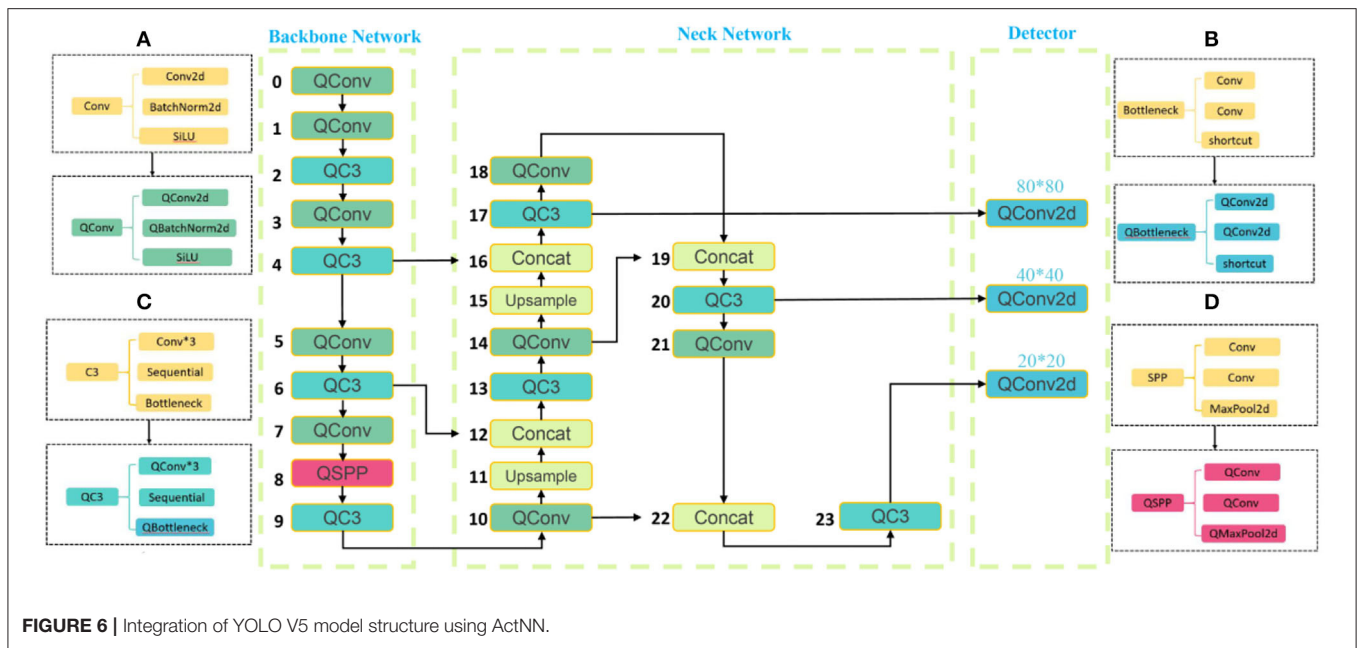 A
Conv
Conv2d
BatchNorm2d
SiLU
QConv
QConv2d
QBatchNorm2d
SiLU
C
C3
Conv*3
Sequential
Bottleneck
QC3
QConv*3
Sequential
QBottleneck
Backbone Network
0 QConv
1 QConv
2 QC3
3 QConv
4 QC3
5 QConv
6 QC3
7 QConv
8 QSPP
9 QC3
Neck Network
18 QConv
17 QC3
16 Concat
15 Upsample
14 QConv
13 QC3
12 Concat
11 Upsample
10 QConv
19 Concat
20 QC3
21 QConv
22 Concat
23 QC3
Detector
80*80
QConv2d
40*40
QConv2d
20*20
QConv2d
B
Bottleneck
Conv
Conv
shortcut
QBottleneck
QConv2d
QConv2d
shortcut
D
SPP
Conv
Conv
MaxPool2d
QSPP
QConv
QConv
QMaxPool2d
FIGURE 6 | Integration of YOLO V5 model structure using ActNN.